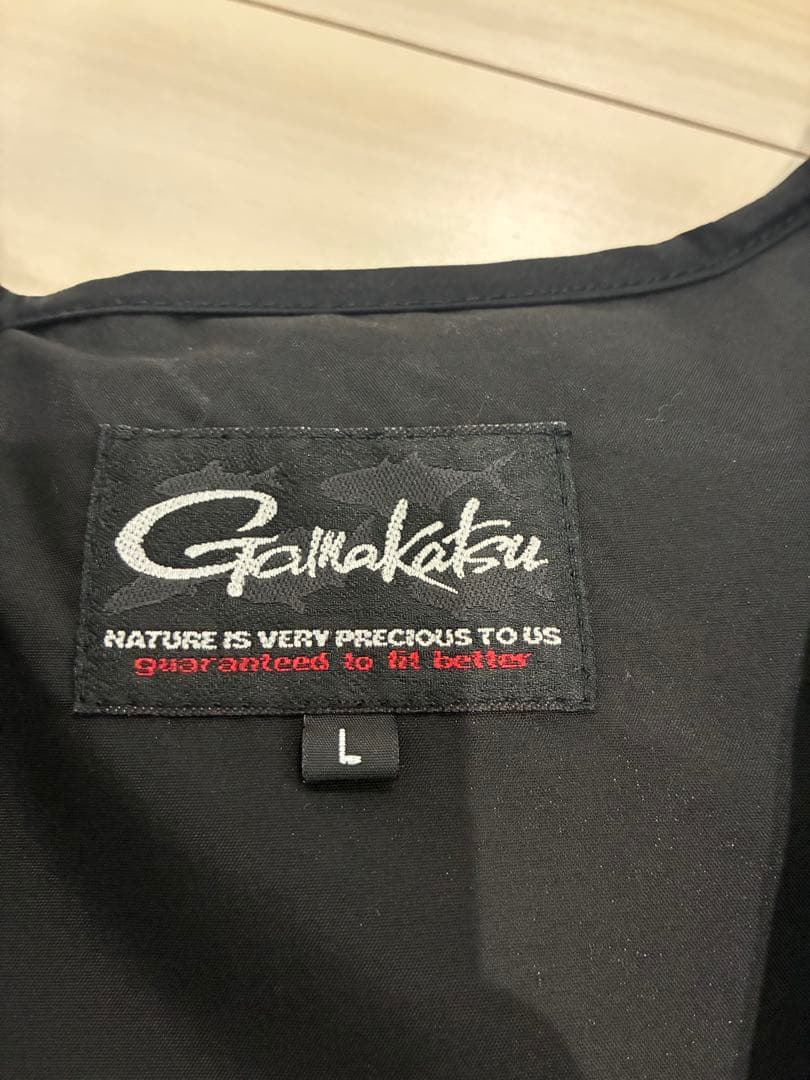 Gamakatsu
NATURE IS VERY PRECIOUS TO US
guaranteed to fit better
L